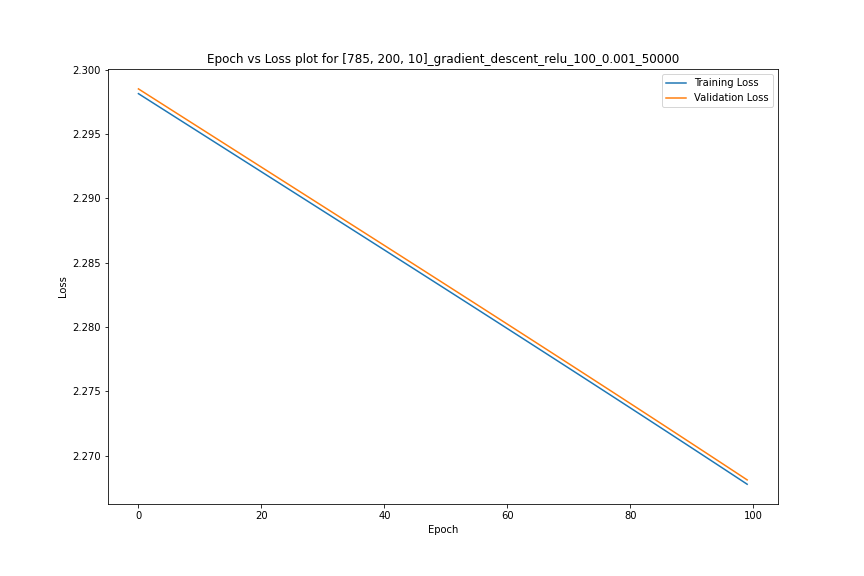 Epoch vs Loss plot for [785, 200, 10]_gradient_descent_relu_100_0.001_50000
Training Loss
Validation Loss
2.300
2.295
2.290
2.285
2.280
2.275
2.270
Loss
0
20
40
60
80
100
Epoch